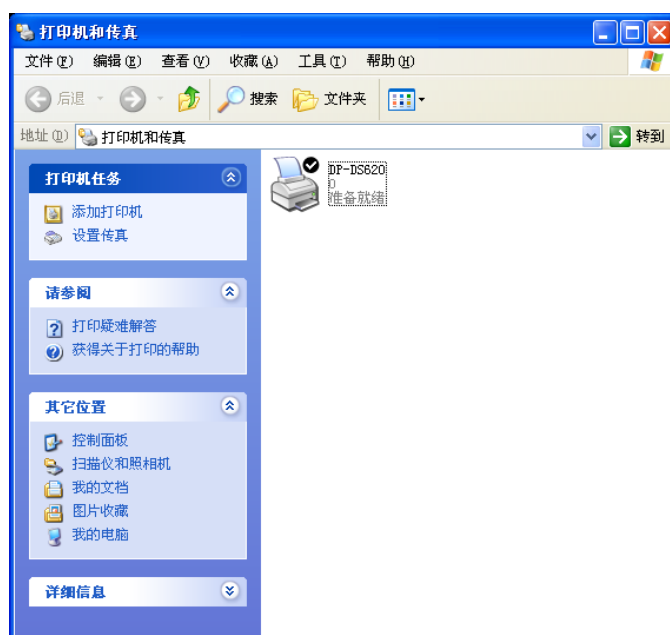 打印机和传真
文件(F) 编辑(E) 查看(V) 收藏(A) 工具(T) 帮助(H)
后退 搜索 文件夹
地址(D) 打印机和传真 转到
打印机任务
添加打印机
设置传真
请参阅
打印疑难解答
获得关于打印的帮助
其它位置
控制面板
扫描仪和照相机
我的文档
图片收藏
我的电脑
详细信息
DP-DS620
0
准备就绪